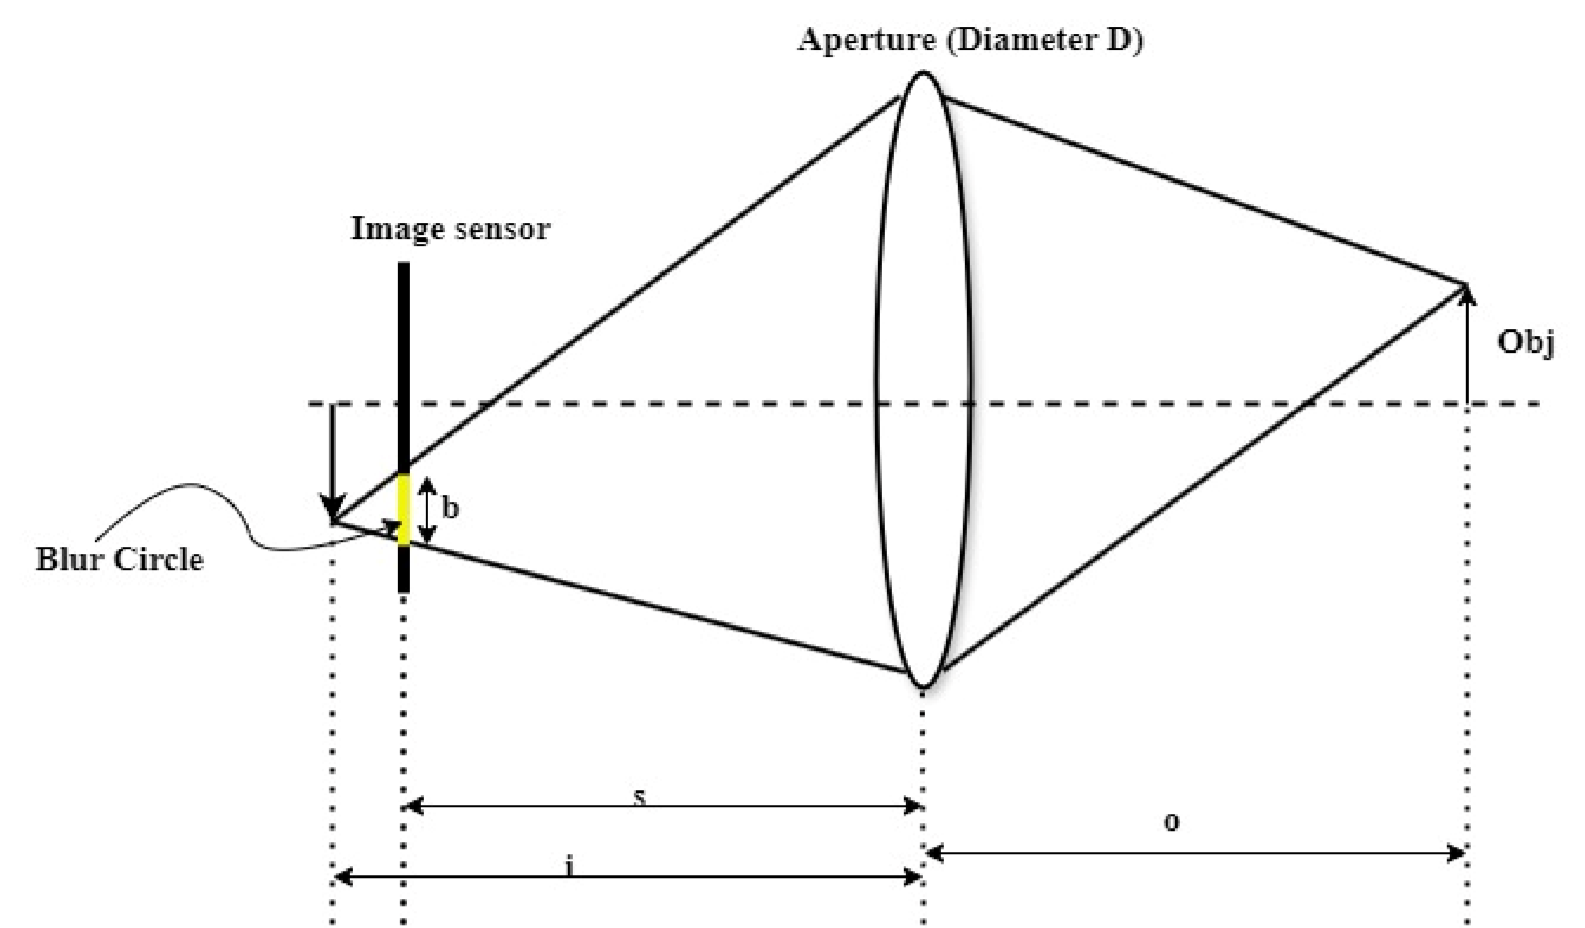 Aperture (Diameter D)
Image sensor
Obj
b
Blur Circle
s
o
i